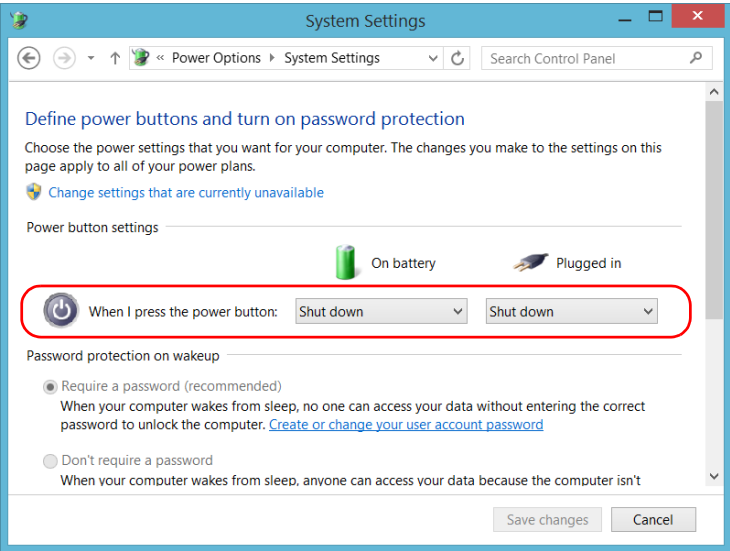 System Settings
« Power Options System Settings
Search Control Panel
Define power buttons and turn on password protection
Choose the power settings that you want for your computer. The changes you make to the settings on this
page apply to all of your power plans.
Change settings that are currently unavailable
Power button settings
On battery
Plugged in
When I press the power button: Shut down Shut down
Password protection on wakeup
Require a password (recommended)
When your computer wakes from sleep, no one can access your data without entering the correct
password to unlock the computer. Create or change your user account password
Don't require a password
When your computer wakes from sleep, anyone can access your data because the computer isn't
Save changes Cancel